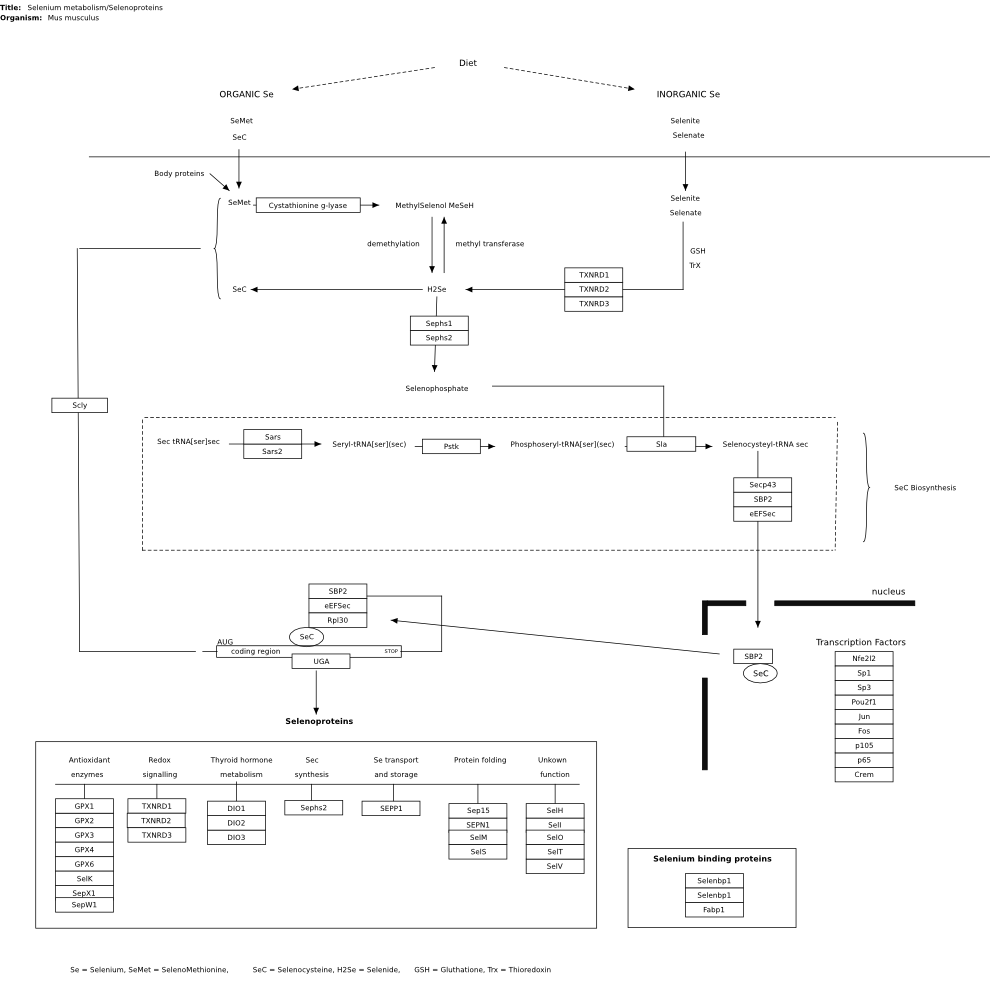 Title: Selenium metabolism/Selenoproteins
Organism: Mus musculus
Diet
ORGANIC Se
INORGANIC Se
SeMet
SeC
Selenite
Selenate
Body proteins
SeMet
Cystathionine g-lyase
MethylSelenol MeSeH
Selenite
Selenate
demethylation
methyl transferase
GSH
TrX
TXNRD1
TXNRD2
TXNRD3
SeC
H2Se
Sephs1
Sephs2
Selenophosphate
Scly
Sec tRNA[ser]sec
Sars
Sars2
Seryl-tRNA[ser](sec)
Pstk
Phosphoseryl-tRNA[ser](sec)
Sla
Selenocysteyl-tRNA sec
Secp43
SBP2
eEFSec
SeC Biosynthesis
nucleus
SBP2
eEFSec
Rpl30
SeC
AUG
coding region
STOP
UGA
SBP2
SeC
Transcription Factors
Nfe2l2
Sp1
Sp3
Pou2f1
Jun
Fos
p105
p65
Crem
Selenoproteins
Antioxidant
enzymes
GPX1
GPX2
GPX3
GPX4
GPX6
SelK
SepX1
SepW1
Redox
signalling
TXNRD1
TXNRD2
TXNRD3
Thyroid hormone
metabolism
DIO1
DIO2
DIO3
Sec
synthesis
Sephs2
Se transport
and storage
SEPP1
Protein folding
Sep15
SEPN1
SelM
SelS
Unkown
function
SelH
SelI
SelO
SelT
SelV
Selenium binding proteins
Selenbp1
Selenbp1
Fabp1
Se = Selenium, SeMet = SelenoMethionine, SeC = Selenocysteine, H2Se = Selenide, GSH = Gluthatione, Trx = Thioredoxin